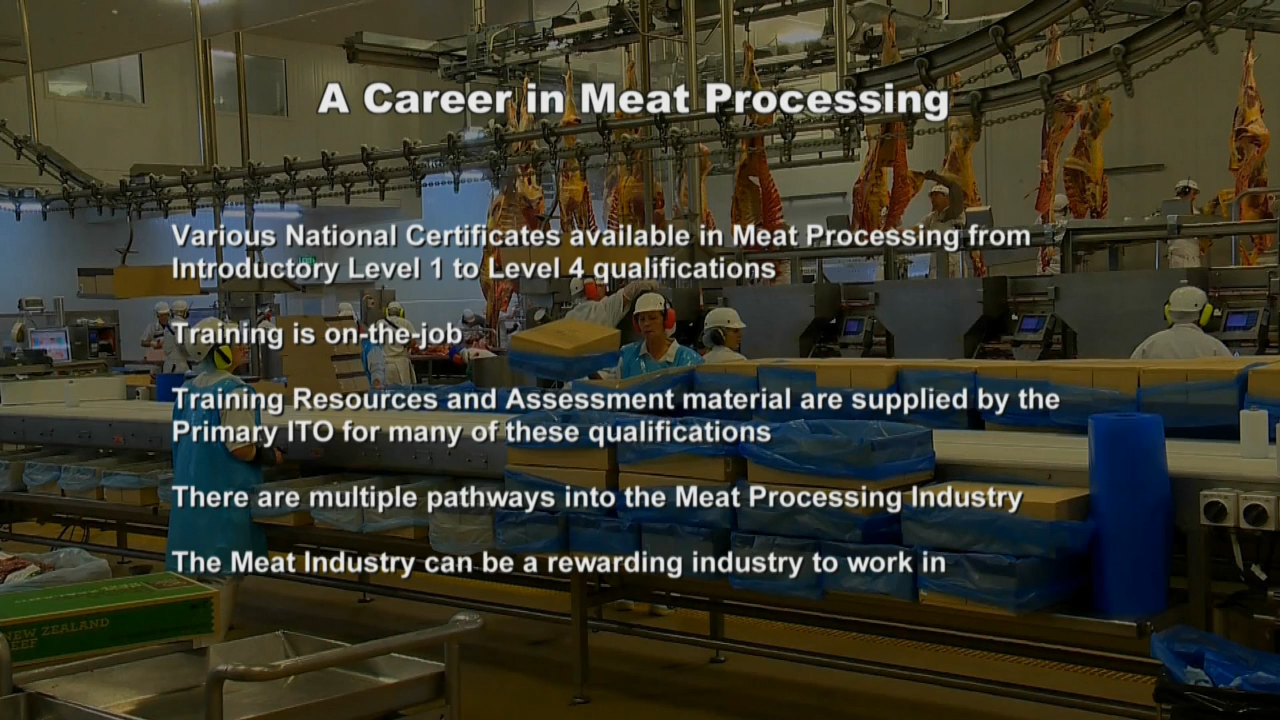 A Career in Meat Processing
Various National Certificates available in Meat Processing from
Introductory Level 1 to Level 4 qualifications
Training is on-the-job
Training Resources and Assessment material are supplied by the
Primary ITO for many of these qualifications
There are multiple pathways into the Meat Processing Industry
The Meat Industry can be a rewarding industry to work in
NEW ZEALAND
BEEF